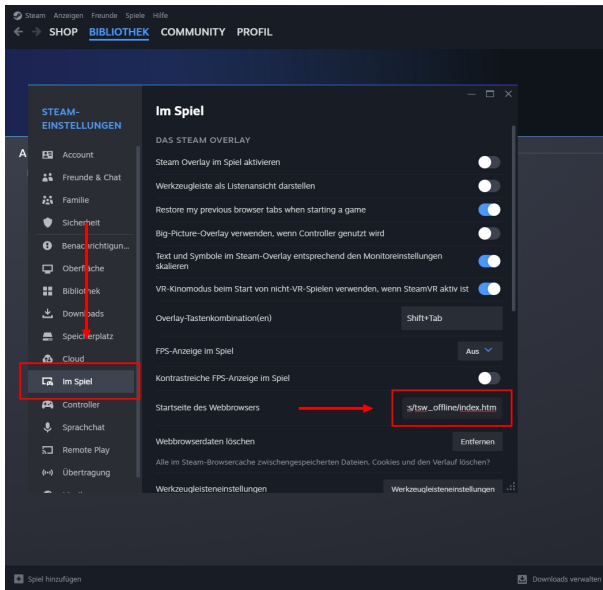 Steam Anzeigen Freunde Spiele Hilfe
SHOP BIBLIOTHEK COMMUNITY PROFIL
STEAM-
EINSTELLUNGEN
Account
Freunde & Chat
Familie
Sicherheit
Benachrichtigun...
Oberfläche
Bibliothek
Downloads
Speicherplatz
Cloud
Im Spiel
Controller
Sprachchat
Remote Play
Übertragung
Im Spiel
DAS STEAM OVERLAY
Steam Overlay im Spiel aktivieren
Werkzeugleiste als Listenansicht darstellen
Restore my previous browser tabs when starting a game
Big-Picture-Overlay verwenden, wenn Controller genutzt wird
Text und Symbole im Steam-Overlay entsprechend den Monitoreinstellungen
skalieren
VR-Kinomodus beim Start von nicht-VR-Spielen verwenden, wenn SteamVR aktiv ist
Overlay-Tastenkombination(en) Shift+Tab
FPS-Anzeige im Spiel Aus
Kontrastreiche FPS-Anzeige im Spiel
Startseite des Webbrowsers :s/tsw_offline/index.htm
Webbrowserdaten löschen Entfernen
Alle im Steam-Browsercache zwischengespeicherten Dateien, Cookies und den Verlauf löschen?
Werkzeugleisteneinstellungen Werkzeugleisteneinstellungen
A
Spiel hinzufügen Downloads verwalten